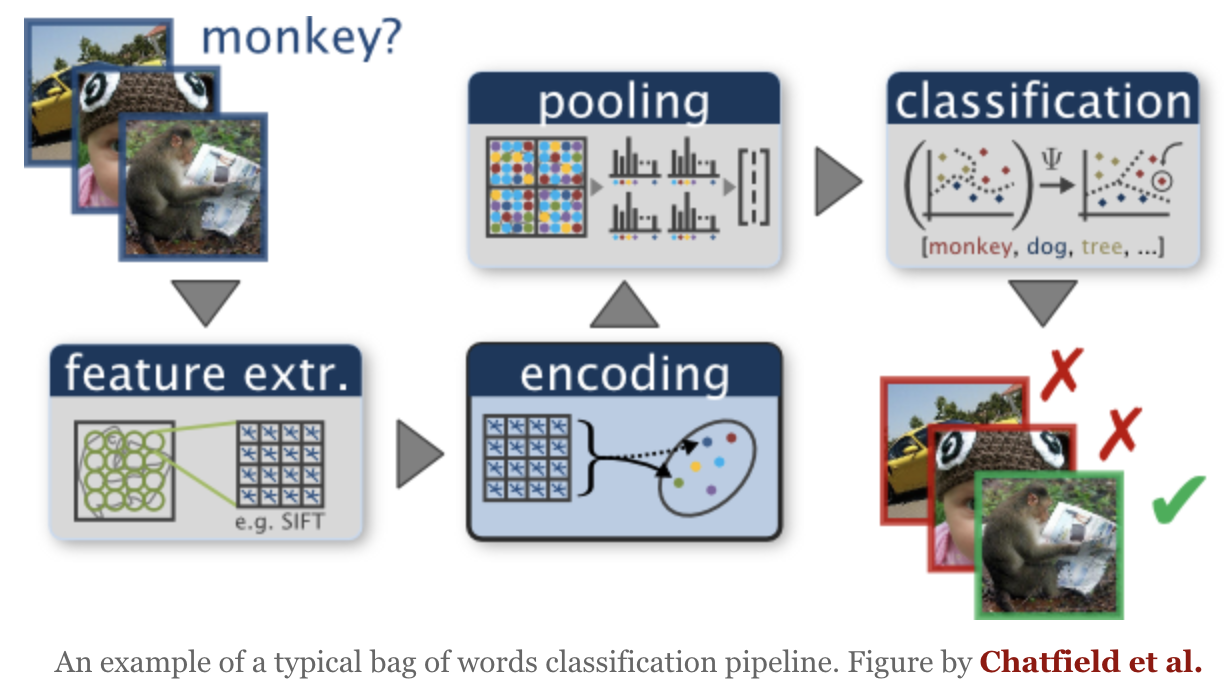 monkey?
feature extr.
e.g. SIFT
encoding
pooling
classification
Ψ
[monkey, dog, tree, ...]
An example of a typical bag of words classification pipeline. Figure by Chatfield et al.